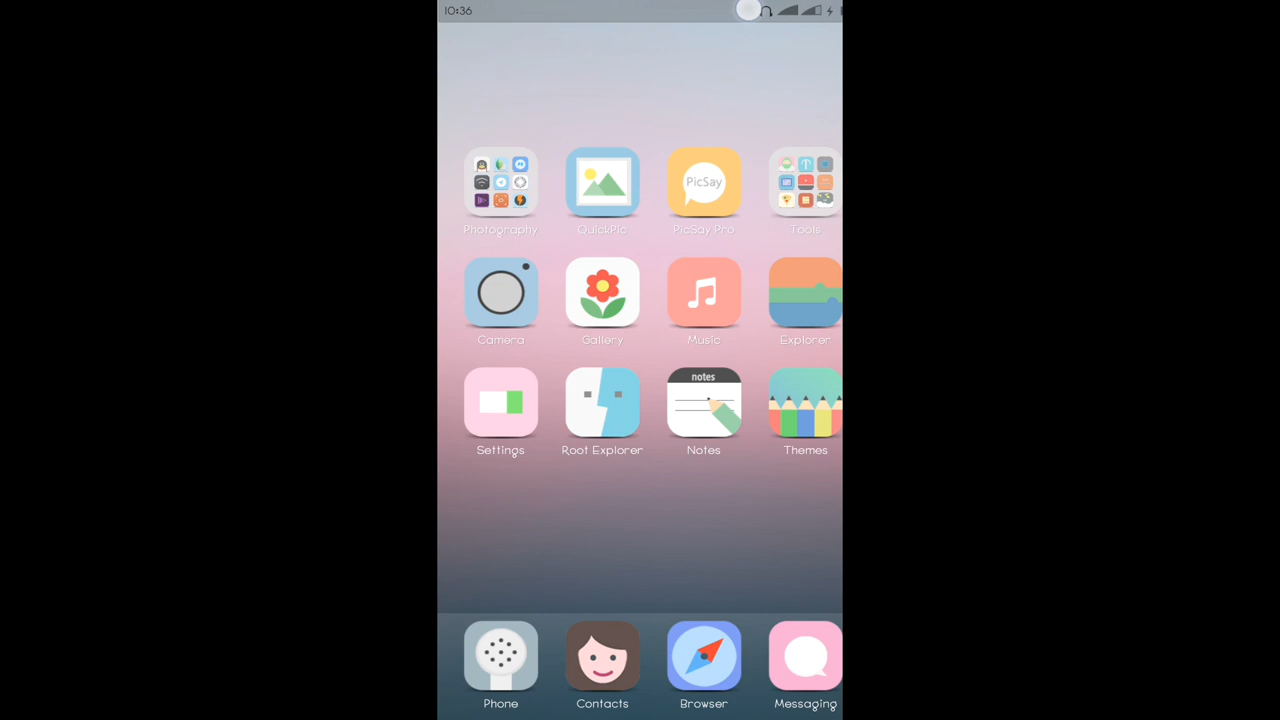 10:36
PicSay
Photography
QuickPic
PicSay Pro
Tools
Camera
Gallery
Music
Explorer
notes
Settings
Root Explorer
Notes
Themes
Phone
Contacts
Browser
Messaging